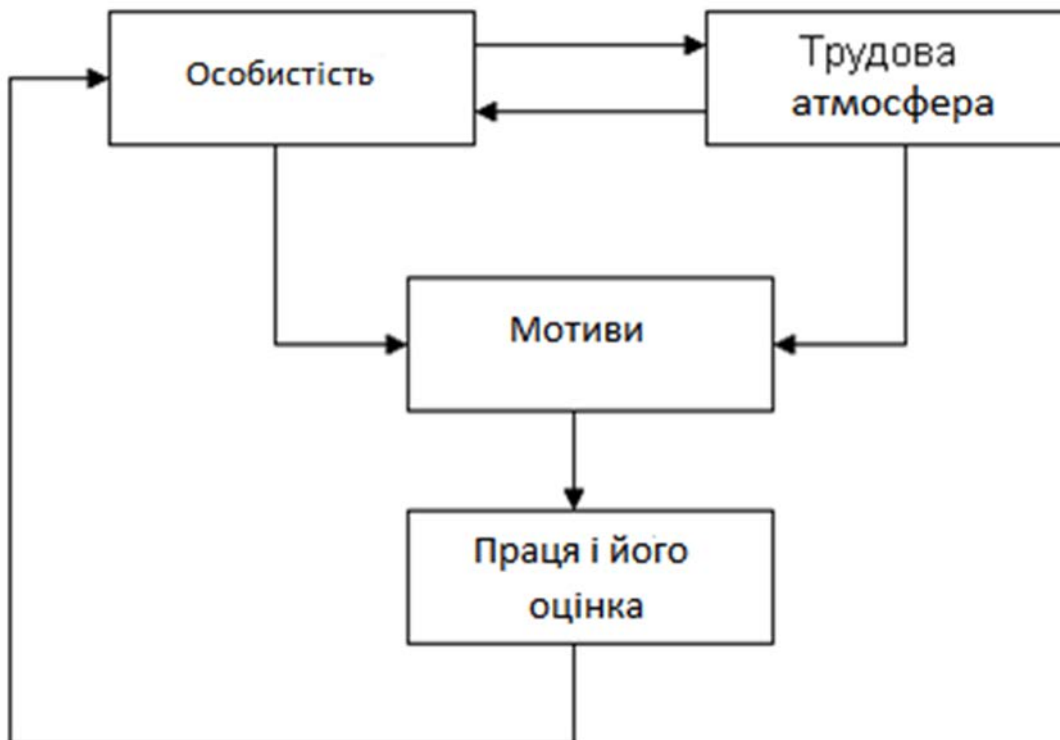 Особистість
Трудова
атмосфера
Мотиви
Праця і його
оцінка